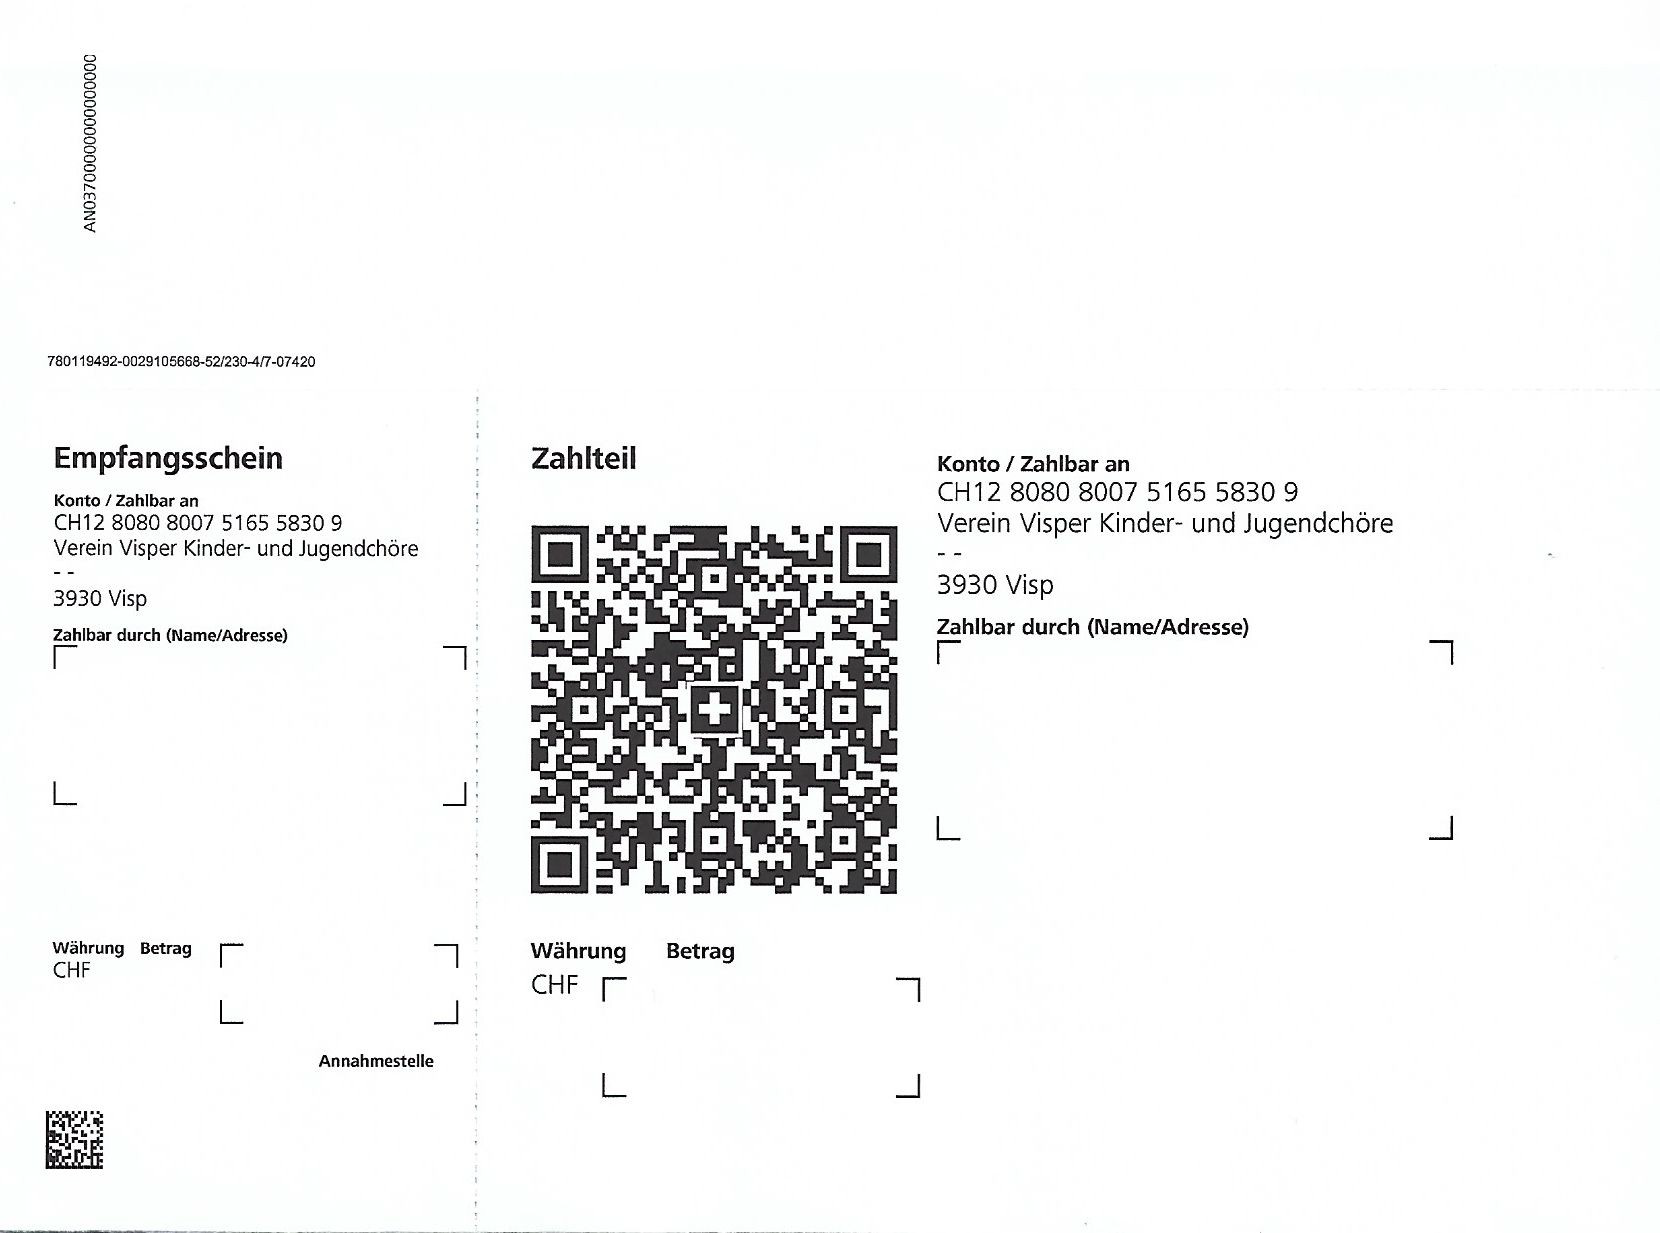 AN0370000000000000C
780119492-0029105668-52/230-4/7-07420
Empfangsschein
Konto / Zahlbar an
CH12 8080 8007 5165 5830 9
Verein Visper Kinder- und Jugendchöre
- -
3930 Visp
Zahlbar durch (Name/Adresse)
Währung Betrag
CHF
Annahmestelle
Zahlteil
Währung Betrag
CHF
Konto / Zahlbar an
CH12 8080 8007 5165 5830 9
Verein Visper Kinder- und Jugendchöre
- -
3930 Visp
Zahlbar durch (Name/Adresse)